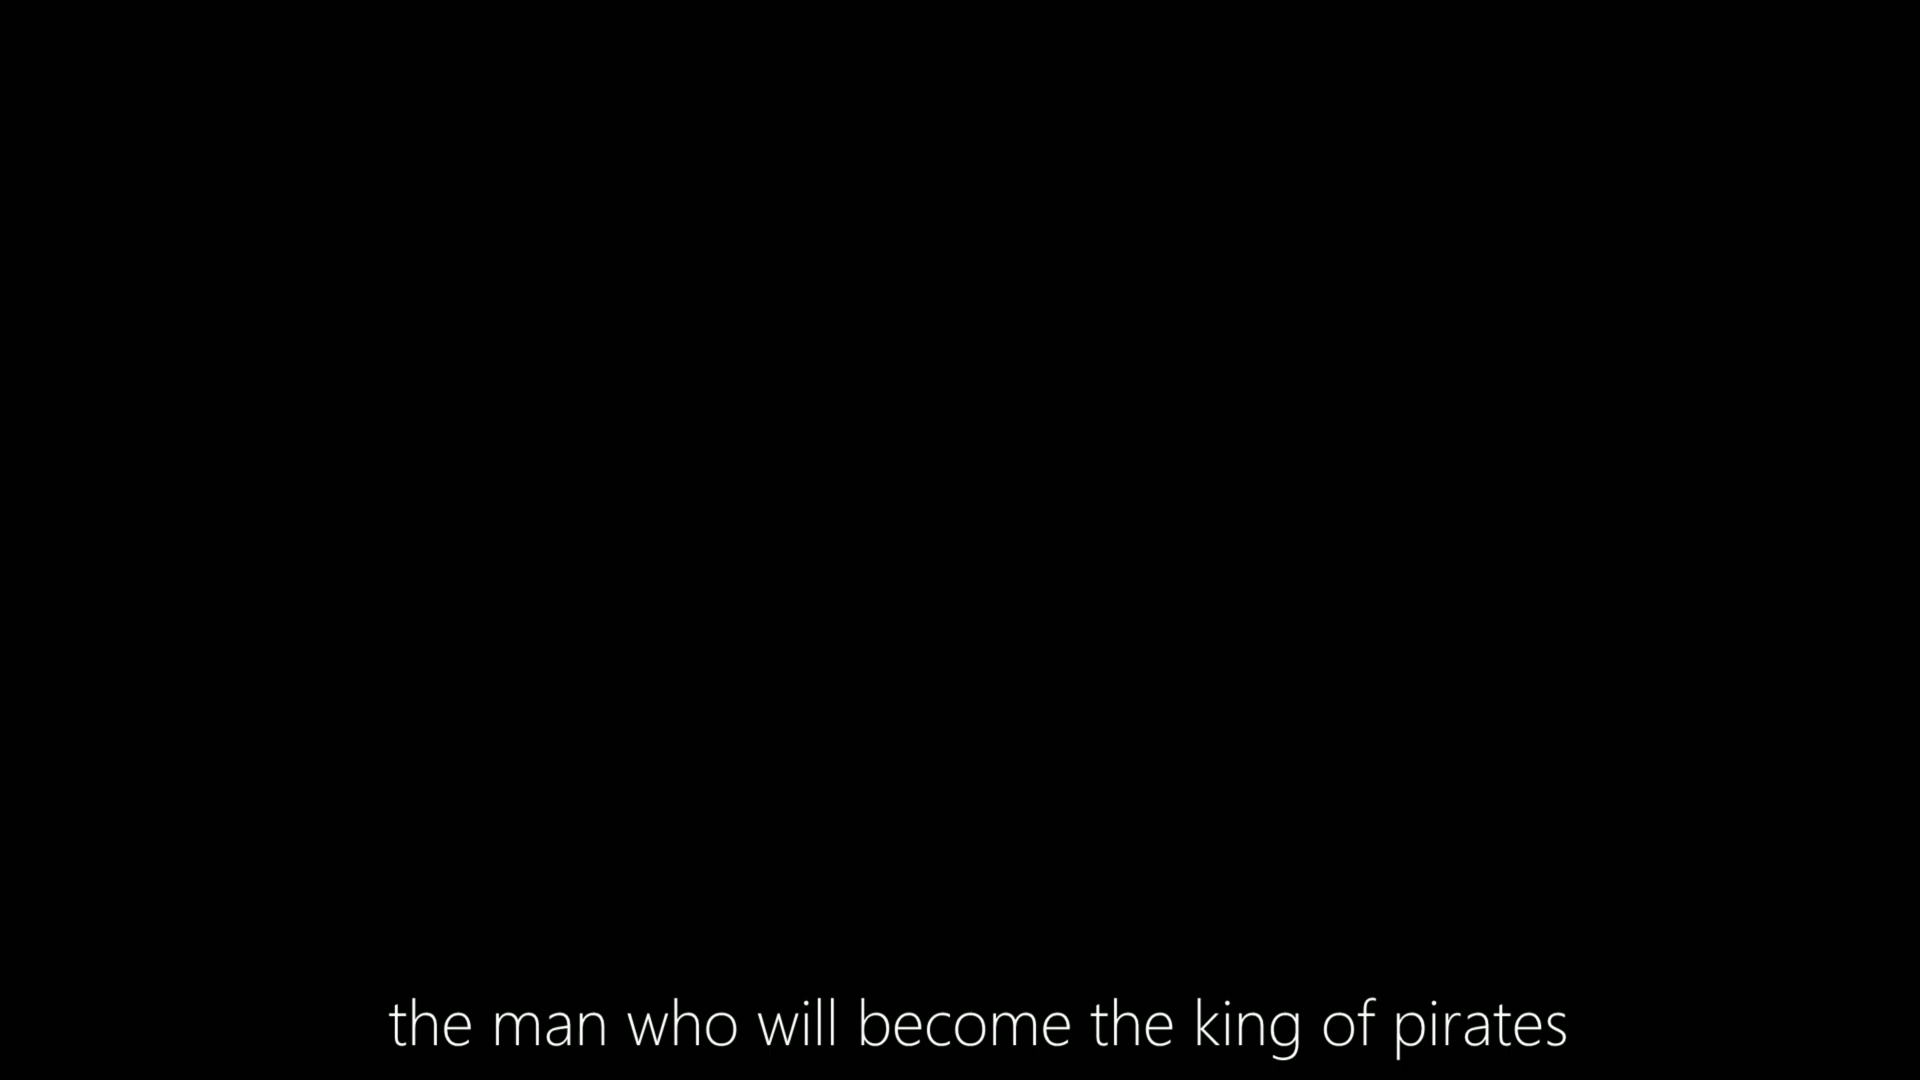 the man who will become the king of pirates